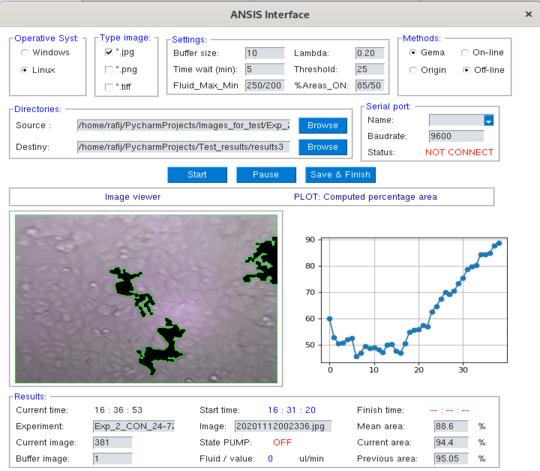 ANSIS Interface
×
Operative Syst: Type image: Settings: Methods:
Windows *.jpg Buffer size: 10 Lambda: 0.20 Gema On-line
Linux *.png Time wait (min): 5 Threshold: 25 Origin Off-line
*.tiff Fluid_Max_Min 250/200 %Areas_ON: 85/50
Directories: Serial port:
Source : /home/rafij/PycharmProjects/Images_for_test/Exp_ Browse Name:
Destiny: /home/rafij/PycharmProjects/Test_results/results3 Browse Baudrate: 9600
Status: NOT CONNECT
Start Pause Save & Finish
Image viewer PLOT: Computed percentage area
90
80
70
60
50
0 10 20 30
Results:
Current time: 16 : 36 : 53 Start time: 16 : 31 : 20 Finish time: -- : -- : --
Experiment: Exp_2_CON_24-7 Image: 20201112002336.jpg Mean area: 88.6 %
Current image: 381 State PUMP: OFF Current area: 94.4 %
Buffer image: 1 Fluid / value: 0 ul/min Previous area: 95.05 %